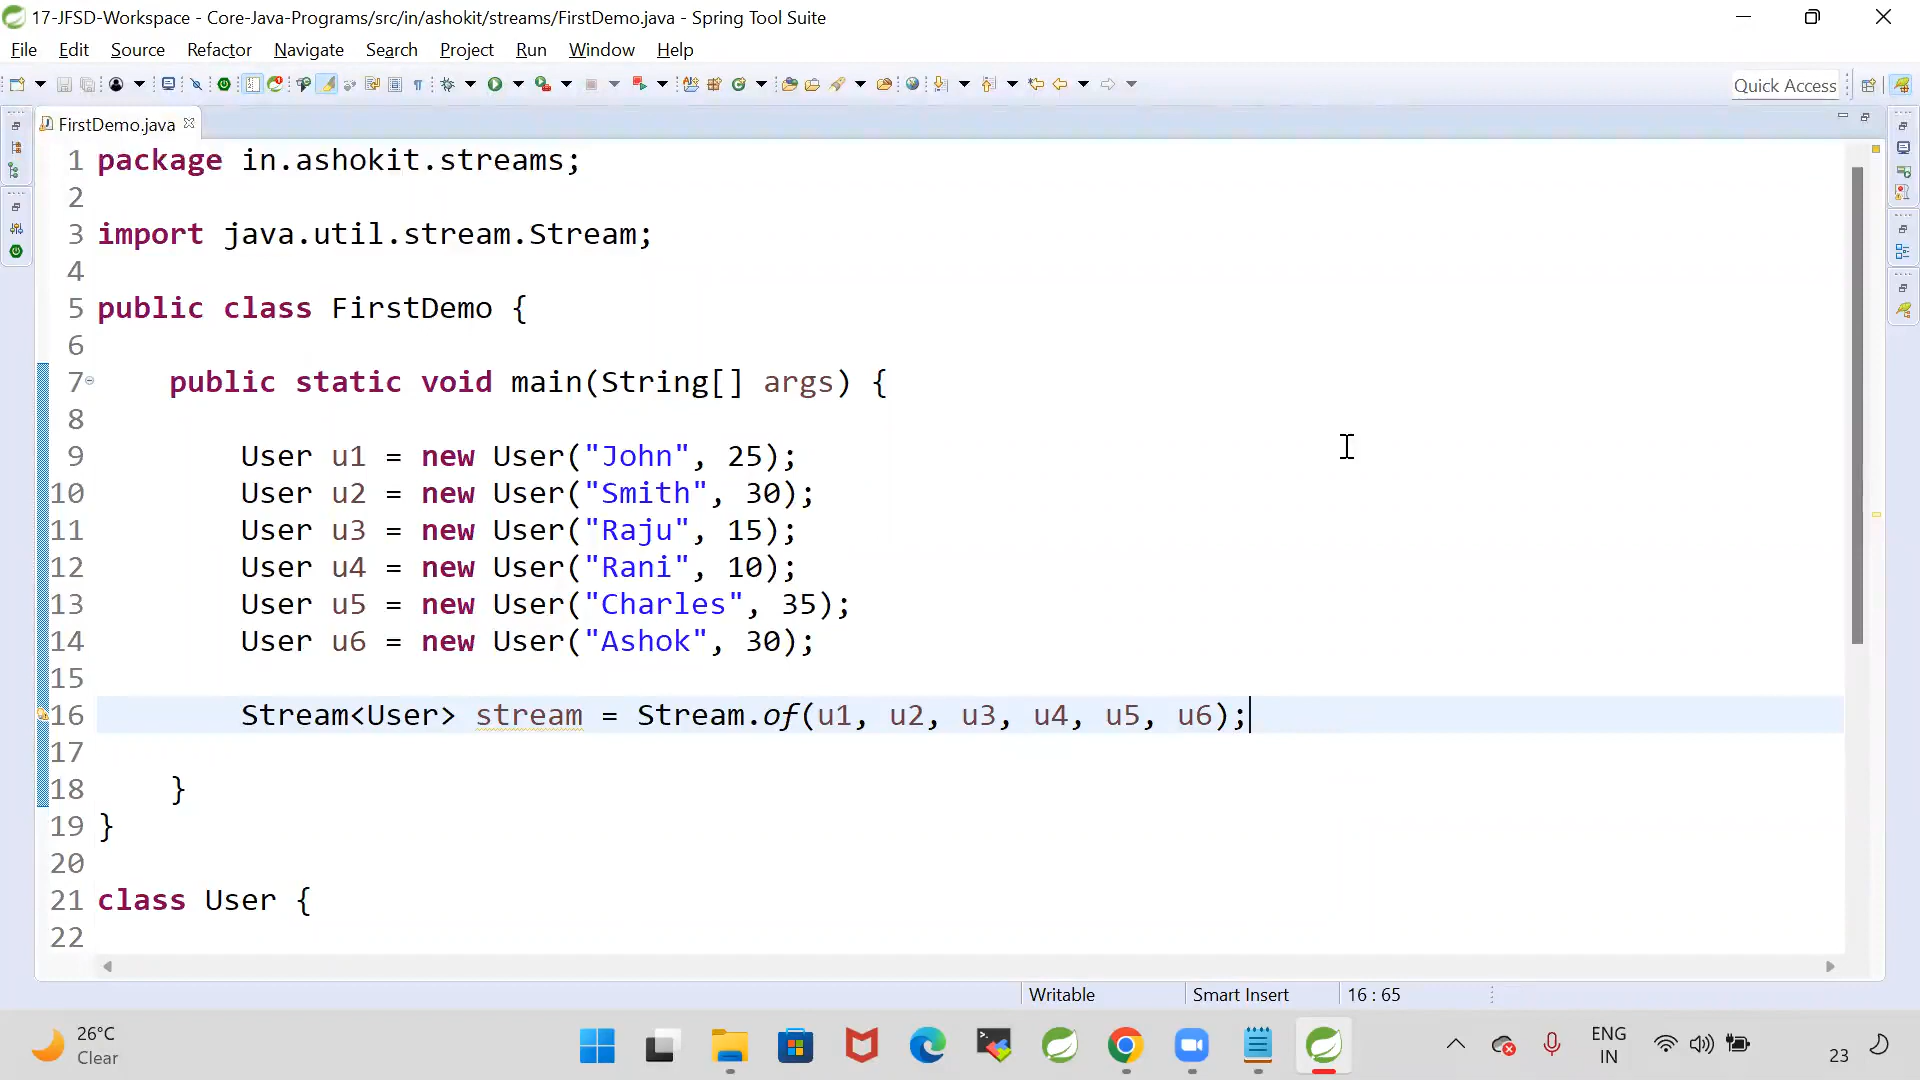 17-JFSD-Workspace - Core-Java-Programs/src/in/ashokit/streams/FirstDemo.java - Spring Tool Suite
File Edit Source Refactor Navigate Search Project Run Window Help
Quick Access
FirstDemo.java
1 package in.ashokit.streams;
2
3 import java.util.stream.Stream;
4
5 public class FirstDemo {
6
7 public static void main(String[] args) {
8
9 User u1 = new User("John", 25);
10 User u2 = new User("Smith", 30);
11 User u3 = new User("Raju", 15);
12 User u4 = new User("Rani", 10);
13 User u5 = new User("Charles", 35);
14 User u6 = new User("Ashok", 30);
15
16 Stream<User> stream = Stream.of(u1, u2, u3, u4, u5, u6);
17
18 }
19 }
20
21 class User {
22
Writable Smart Insert 16 : 65
26°C
Clear
ENG
IN
23